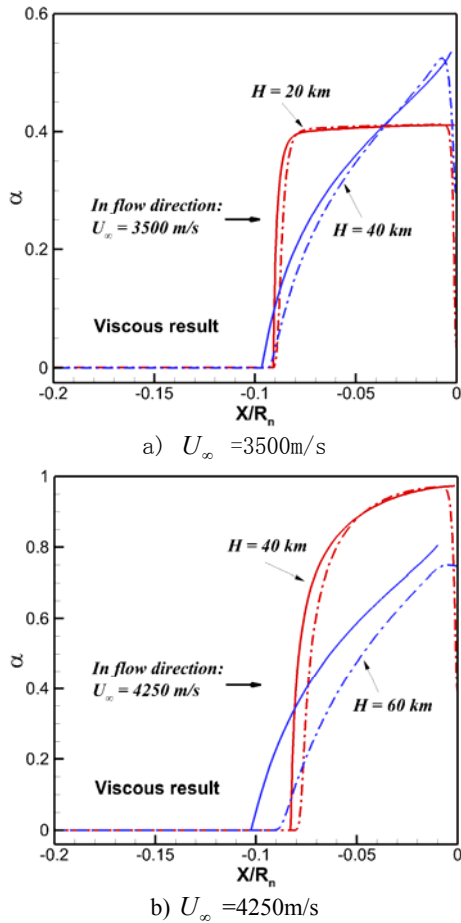 0.6
H = 20 km
0.4
α
In flow direction:
U∞ = 3500 m/s
H = 40 km
0.2
Viscous result
0
-0.2 -0.15 -0.1 -0.05 0
X/Rn
a) U∞ =3500m/s
1
0.8
H = 40 km
0.6
α
In flow direction:
U∞ = 4250 m/s
0.4
H = 60 km
0.2
Viscous result
0
-0.2 -0.15 -0.1 -0.05 0
X/Rn
b) U∞ =4250m/s